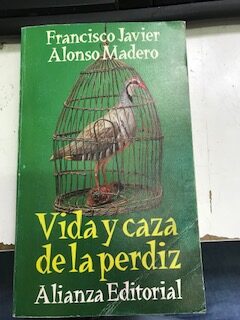 Francisco Javier
Alonso Madero
Vida y caza
de la perdiz
Alianza Editorial